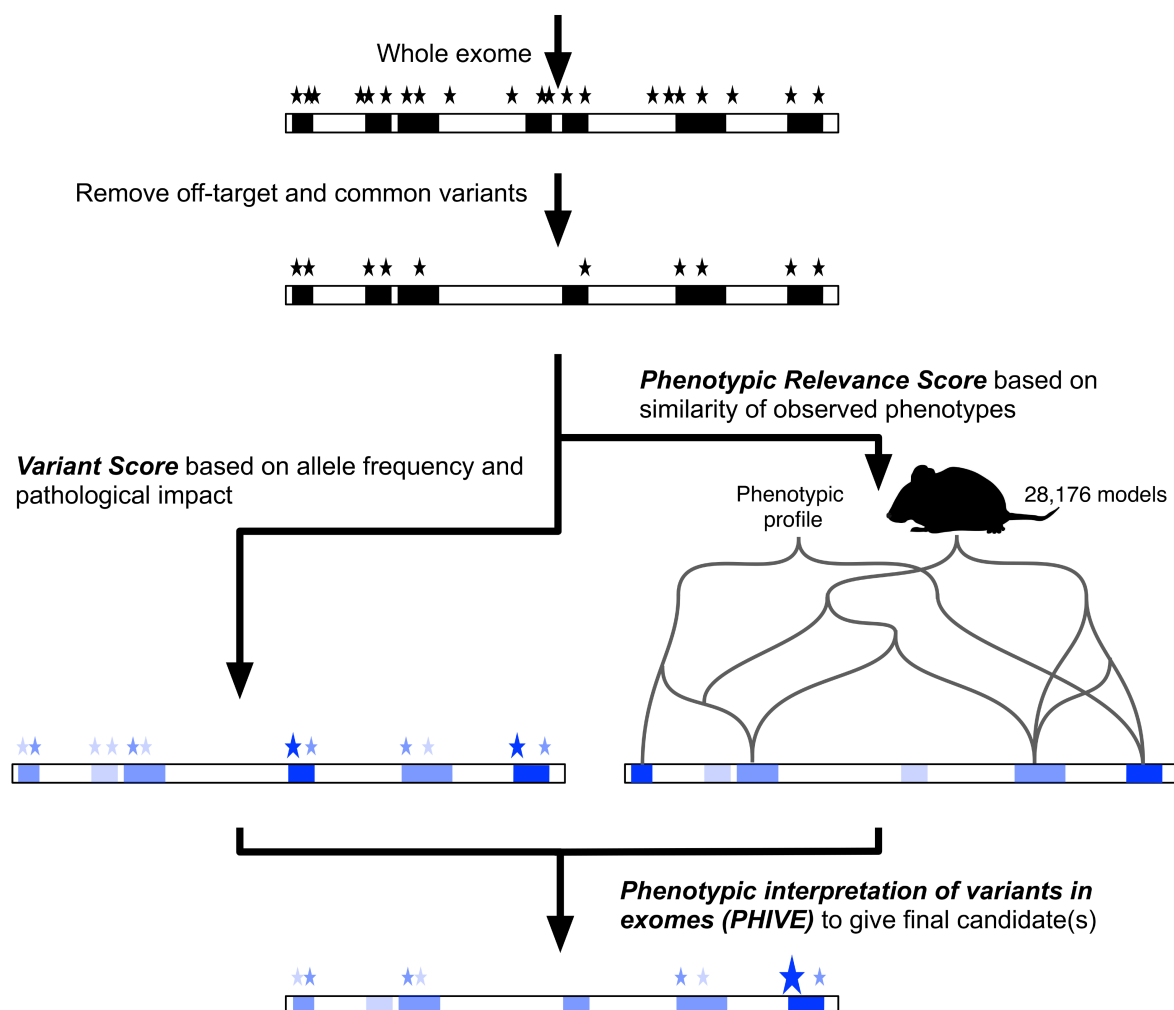 Whole exome
Remove off-target and common variants
Phenotypic Relevance Score based on
similarity of observed phenotypes
Variant Score based on allele frequency and
pathological impact
Phenotypic
profile
28,176 models
Phenotypic interpretation of variants in
exomes (PHIVE) to give final candidate(s)